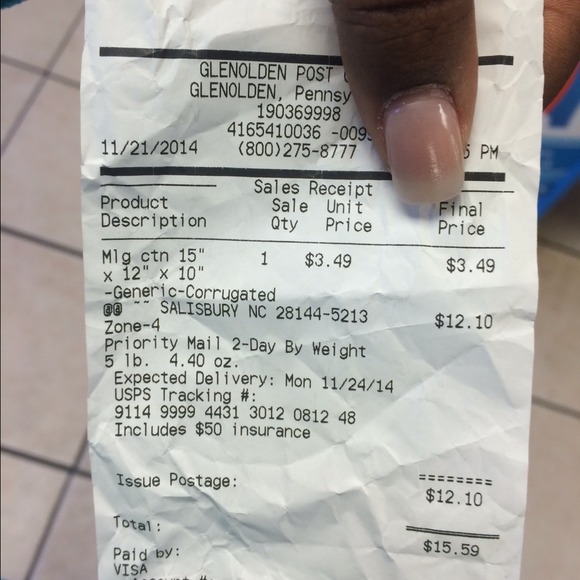 GLENOLDEN POST
GLENOLDEN,
190369998
4165410036
11/21/2014 (800)275-8777 PM
Sales Receipt
Product Sale Unit Final
Description Qty Price Price
Mlg ctn 15" 1 $3.49 $3.49
x 12" x 10"
-Generic-Corrugated
@@ ~~ SALISBURY NC 28144-5213 $12.10
Zone-4
Priority Mail 2-Day By Weight
5 lb. 4.40 oz.
Expected Delivery: Mon 11/24/14
USPS Tracking #:
9114 9999 4431 3012 0812 48
Includes $50 insurance
========
Issue Postage: $12.10
Total: $15.59
Paid by:
VISA